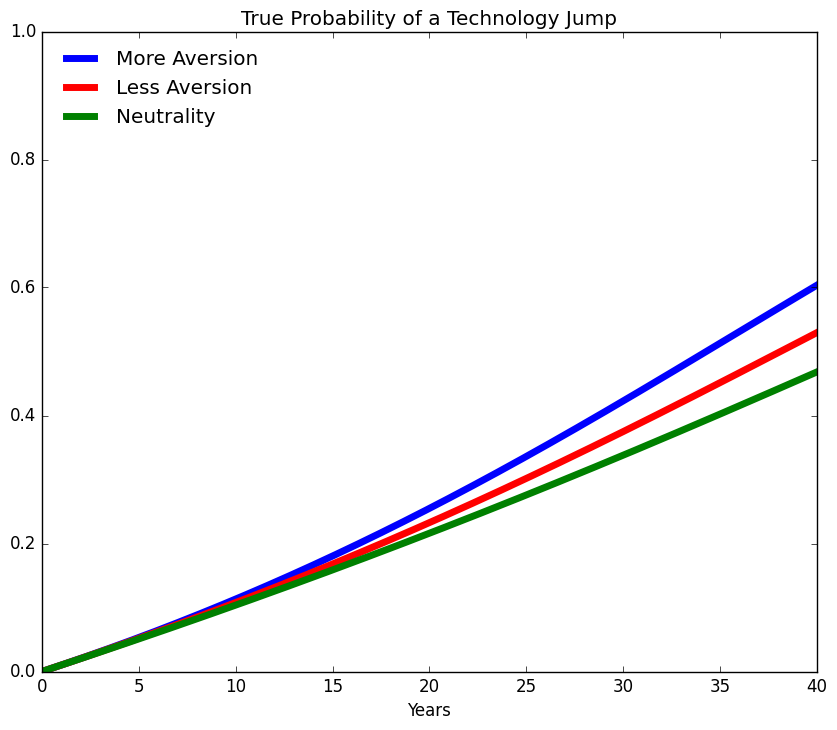 True Probability of a Technology Jump
1.0
More Aversion
Less Aversion
Neutrality
0.8
0.6
0.4
0.2
0.0
0 5 10 15 20 25 30 35 40
Years